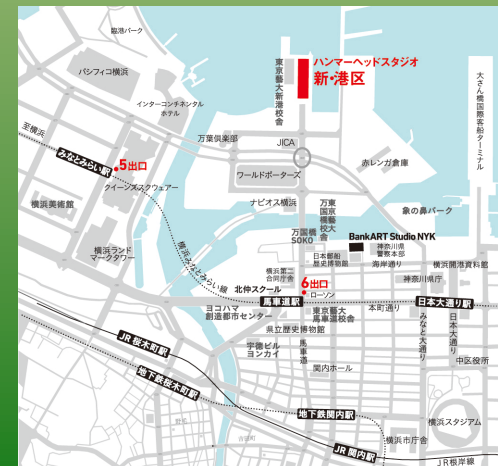 臨港パーク
パシフィコ横浜
東京藝大新港校舎
ハンマーヘッドスタジオ
新・港区
大さん橋国際客船ターミナル
インターコンチネンタル
ホテル
至横浜
みなとみらい駅
5出口
クイーンズスクウェアー
万葉倶楽部
JICA
ワールドポーターズ
赤レンガ倉庫
横浜美術館
ナビオス横浜
象の鼻パーク
横浜ランド
マークタワー
横浜みなとみらい線
万国橋
SOKO
東京藝大
万国橋校舎
BankART Studio NYK
日本郵船
歴史博物館
神奈川県
警察本部
海岸通り
横浜開港資料館
横浜第二
合同庁舎
神奈川県庁
北仲スクール
6出口
ローソン
馬車道駅
日本大通り駅
ヨコハマ
創造都市センター
東京藝大
馬車道校舎
本町通り
県立歴史博物館
みなと大通り
日本大通り
JR 桜木町駅
宇徳ビル
ヨンカイ
馬車道
関内ホール
中区役所
地下鉄桜木町駅
地下鉄関内駅
横浜スタジアム
横浜市庁舎
JR 関内駅
JR根岸線